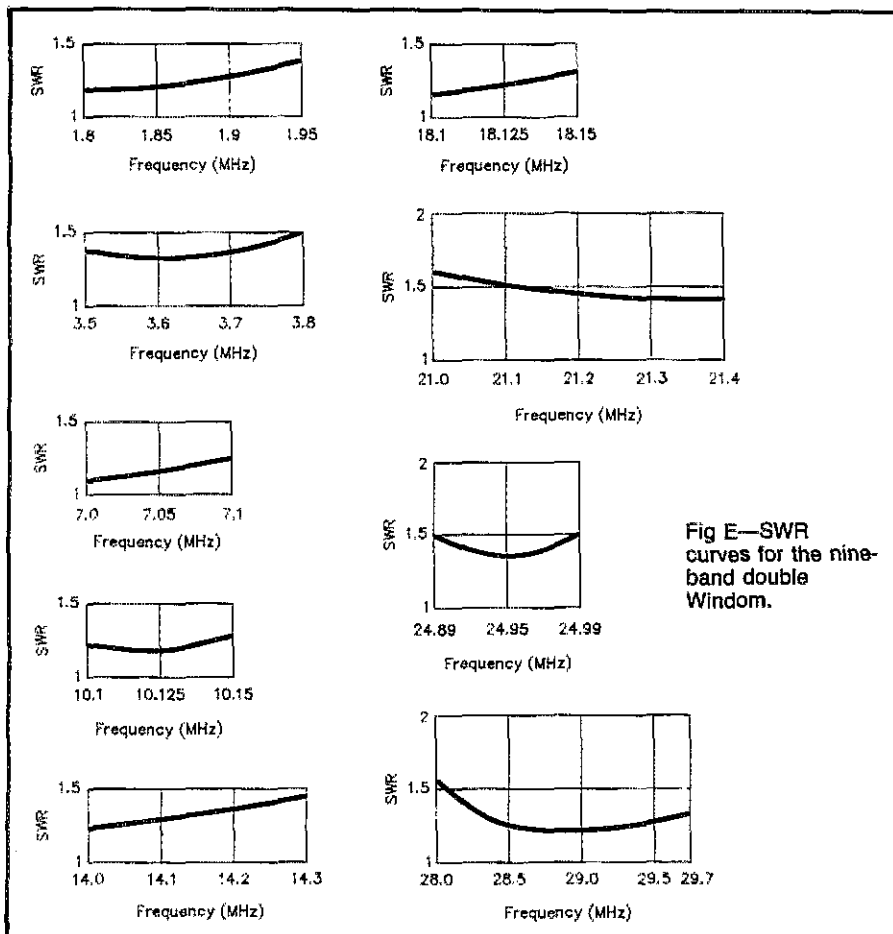 SWR
1.5
1
1.8 1.85 1.9 1.95
Frequency (MHz)
SWR
1.5
1
3.5 3.6 3.7 3.8
Frequency (MHz)
SWR
1.5
1
7.0 7.05 7.1
Frequency (MHz)
SWR
1.5
1
10.1 10.125 10.15
Frequency (MHz)
SWR
1.5
1
14.0 14.1 14.2 14.3
Frequency (MHz)
SWR
1.5
1
18.1 18.125 18.15
Frequency (MHz)
SWR
2
1.5
1
21.0 21.1 21.2 21.3 21.4
Frequency (MHz)
SWR
2
1.5
1
24.89 24.95 24.99
Frequency (MHz)
Fig E—SWR
curves for the nine-
band double
Windom.
SWR
2
1.5
1
28.0 28.5 29.0 29.5 29.7
Frequency (MHz)